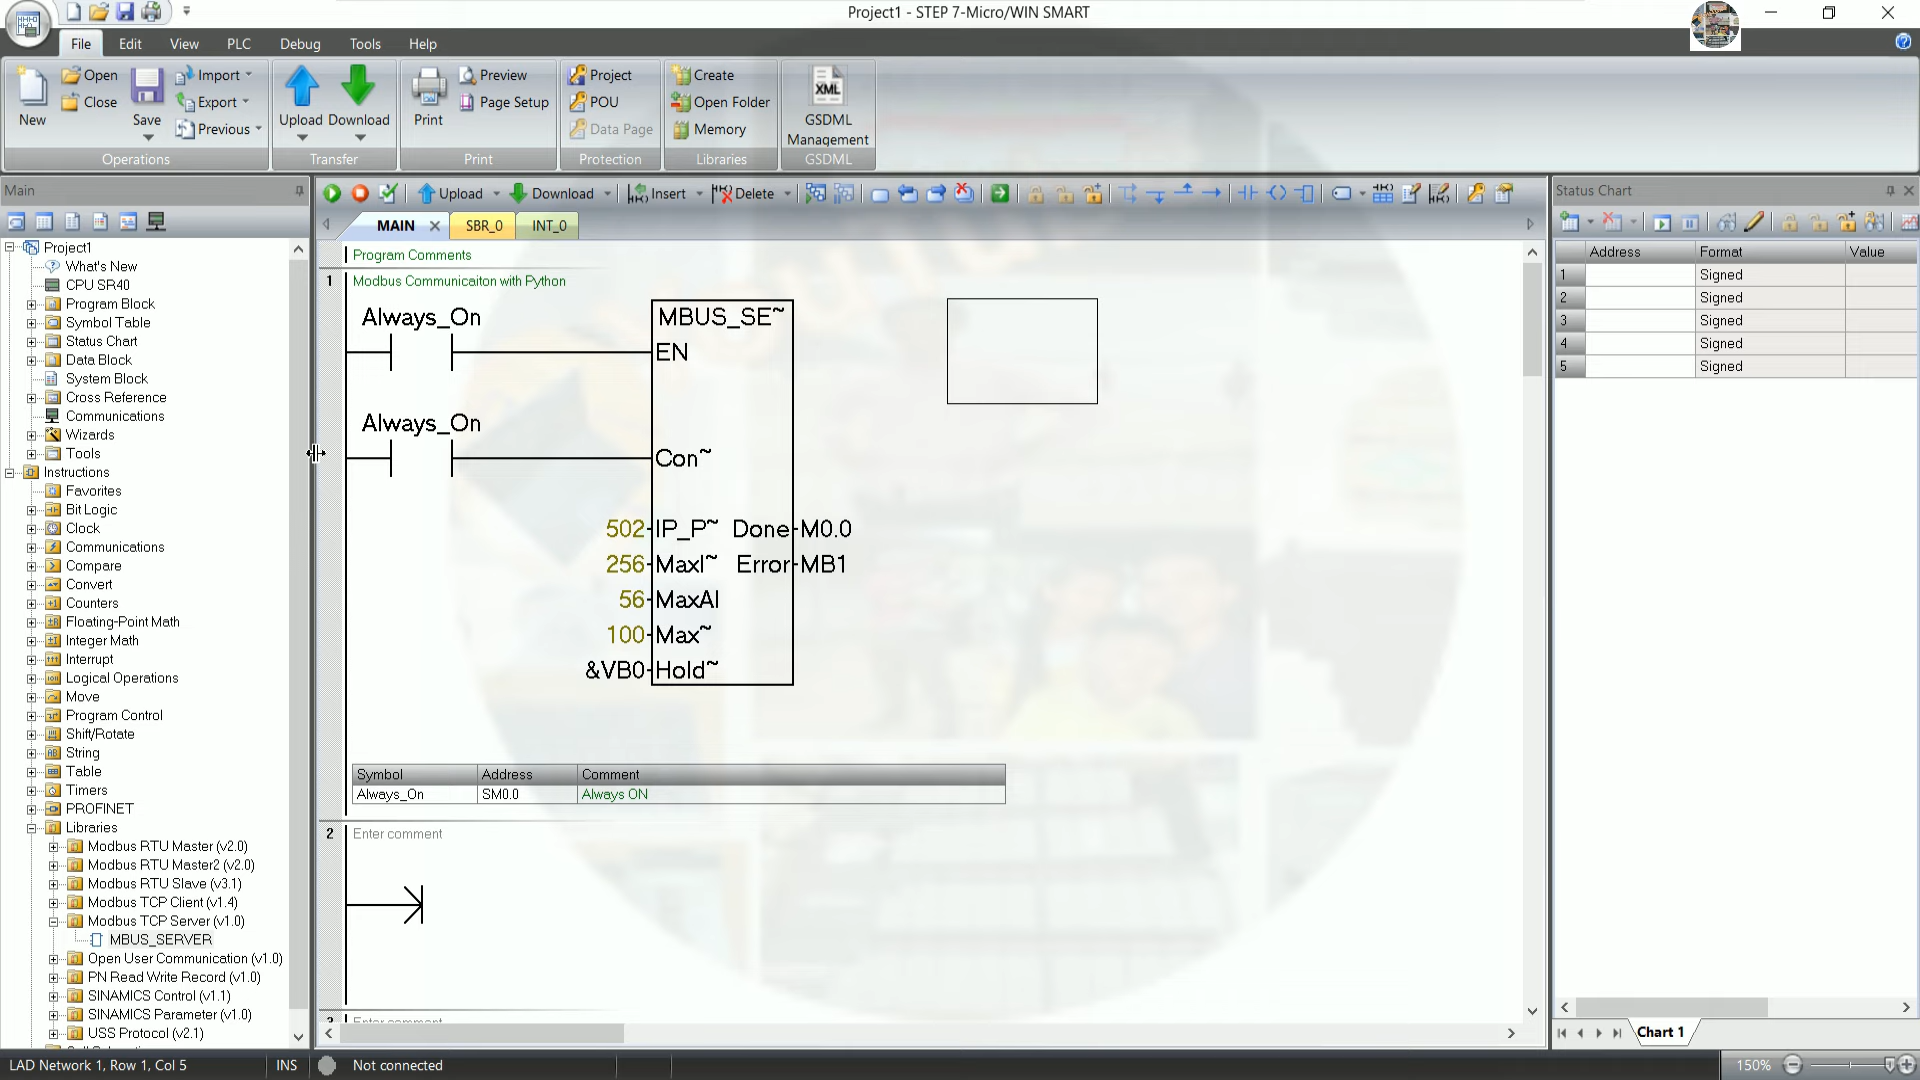 Project1 - STEP 7-Micro/WIN SMART
File Edit View PLC Debug Tools Help
New
Open
Close
Save
Import
Export
Previous
Operations
Upload
Download
Transfer
Print
Preview
Page Setup
Print
Project
POU
Data Page
Protection
Create
Open Folder
Memory
Libraries
XML
GSDML
Management
GSDML
Main
Upload Download Insert Delete
MAIN SBR_0 INT_0
Project1
What's New
CPU SR40
Program Block
Symbol Table
Status Chart
Data Block
System Block
Cross Reference
Communications
Wizards
Tools
Instructions
Favorites
Bit Logic
Clock
Communications
Compare
Convert
Counters
Floating-Point Math
Integer Math
Interrupt
Logical Operations
Move
Program Control
Shift/Rotate
String
Table
Timers
PROFINET
Libraries
Modbus RTU Master (v2.0)
Modbus RTU Master2 (v2.0)
Modbus RTU Slave (v3.1)
Modbus TCP Client (v1.4)
Modbus TCP Server (v1.0)
MBUS_SERVER
Open User Communication (v1.0)
PN Read Write Record (v1.0)
SINAMICS Control (v1.1)
SINAMICS Parameter (v1.0)
USS Protocol (v2.1)
Program Comments
1 Modbus Communicaiton with Python
Always_On MBUS_SE~
EN
Always_On
Con~
502 IP_P~ Done M0.0
256 MaxI~ Error MB1
56 MaxAI
100 Max~
&VB0 Hold~
Symbol Address Comment
Always_On SM0.0 Always ON
2 Enter comment
Enter comment
Status Chart
Address Format Value
1 Signed
2 Signed
3 Signed
4 Signed
5 Signed
Chart 1
LAD Network 1, Row 1, Col 5 INS Not connected 150%